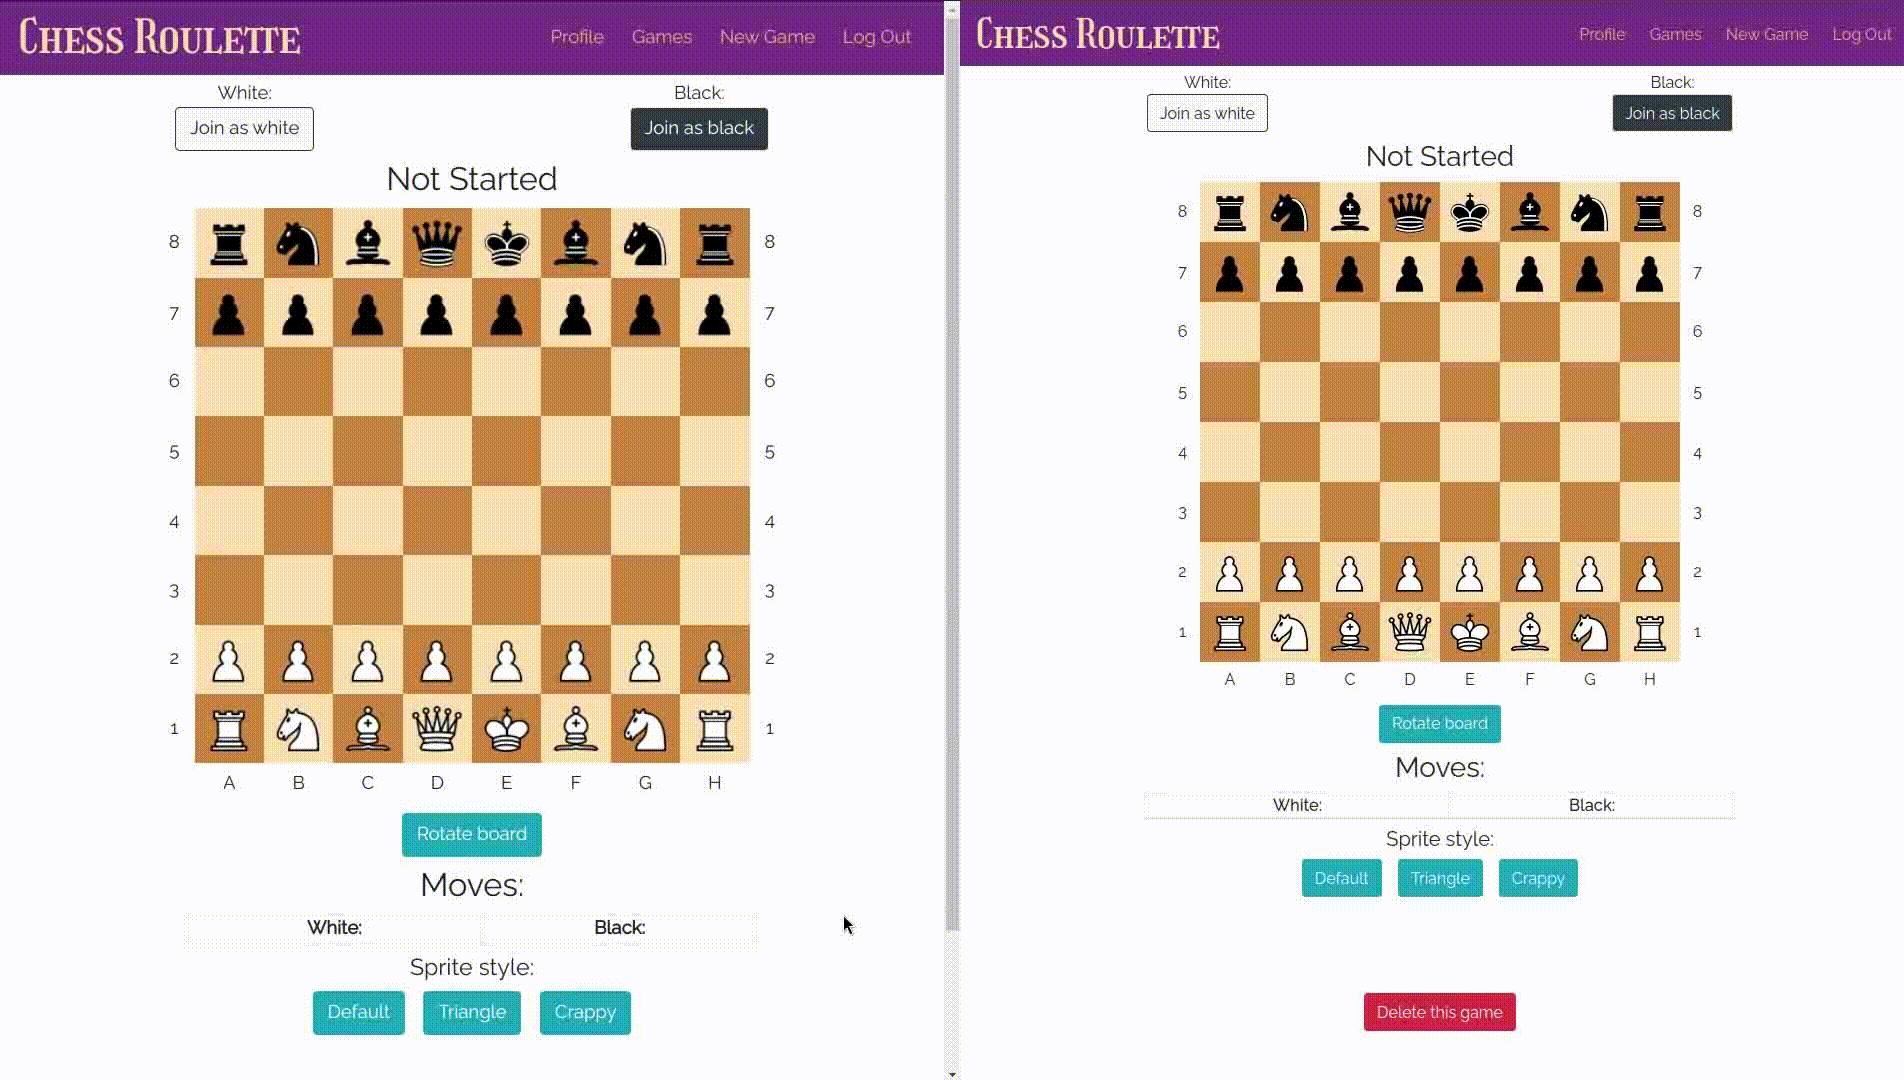 Chess Roulette
Profile Games New Game Log Out
White: Black:
Join as white Join as black
Not Started
8 8
7 7
6 6
5 5
4 4
3 3
2 2
1 1
A B C D E F G H
Rotate board
Moves:
White: Black:
Sprite style:
Default Triangle Crappy
Chess Roulette
Profile Games New Game Log Out
White: Black:
Join as white Join as black
Not Started
8 8
7 7
6 6
5 5
4 4
3 3
2 2
1 1
A B C D E F G H
Rotate board
Moves:
White: Black:
Sprite style:
Default Triangle Crappy
Delete this game